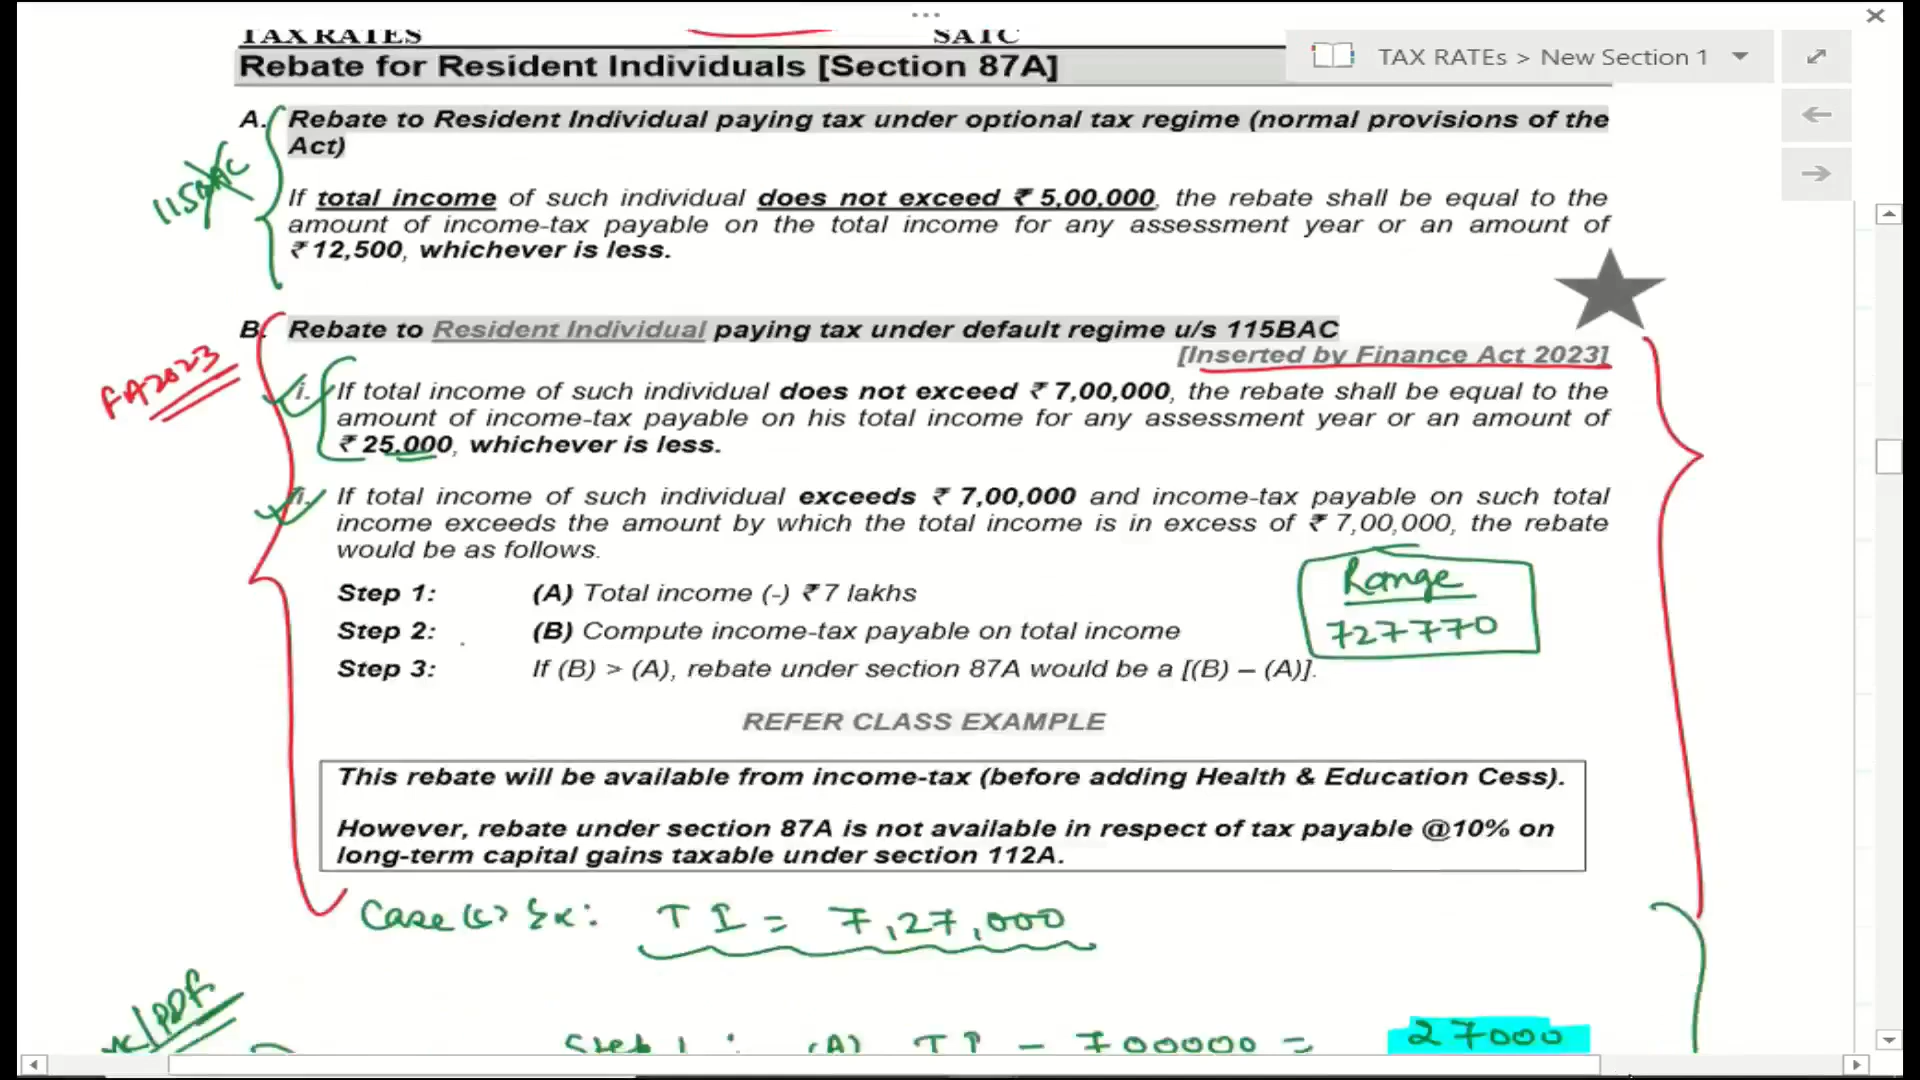 TAX RATES SATC
TAX RATEs > New Section 1
Rebate for Resident Individuals [Section 87A]
A. Rebate to Resident Individual paying tax under optional tax regime (normal provisions of the
Act)
115BAC
If total income of such individual does not exceed ₹ 5,00,000, the rebate shall be equal to the
amount of income-tax payable on the total income for any assessment year or an amount of
₹ 12,500, whichever is less.
B. Rebate to Resident Individual paying tax under default regime u/s 115BAC
[Inserted by Finance Act 2023]
FA2023
i. If total income of such individual does not exceed ₹ 7,00,000, the rebate shall be equal to the
amount of income-tax payable on his total income for any assessment year or an amount of
₹ 25,000, whichever is less.
If total income of such individual exceeds ₹ 7,00,000 and income-tax payable on such total
income exceeds the amount by which the total income is in excess of ₹ 7,00,000, the rebate
would be as follows.
Range
727770
Step 1: (A) Total income (-) ₹ 7 lakhs
Step 2: (B) Compute income-tax payable on total income
Step 3: If (B) > (A), rebate under section 87A would be a [(B) – (A)].
REFER CLASS EXAMPLE
This rebate will be available from income-tax (before adding Health & Education Cess).
However, rebate under section 87A is not available in respect of tax payable @10% on
long-term capital gains taxable under section 112A.
Case (c) Ex: TI = 7,27,000
PDF
Step 1 : (A) TI - 700000 = 27000